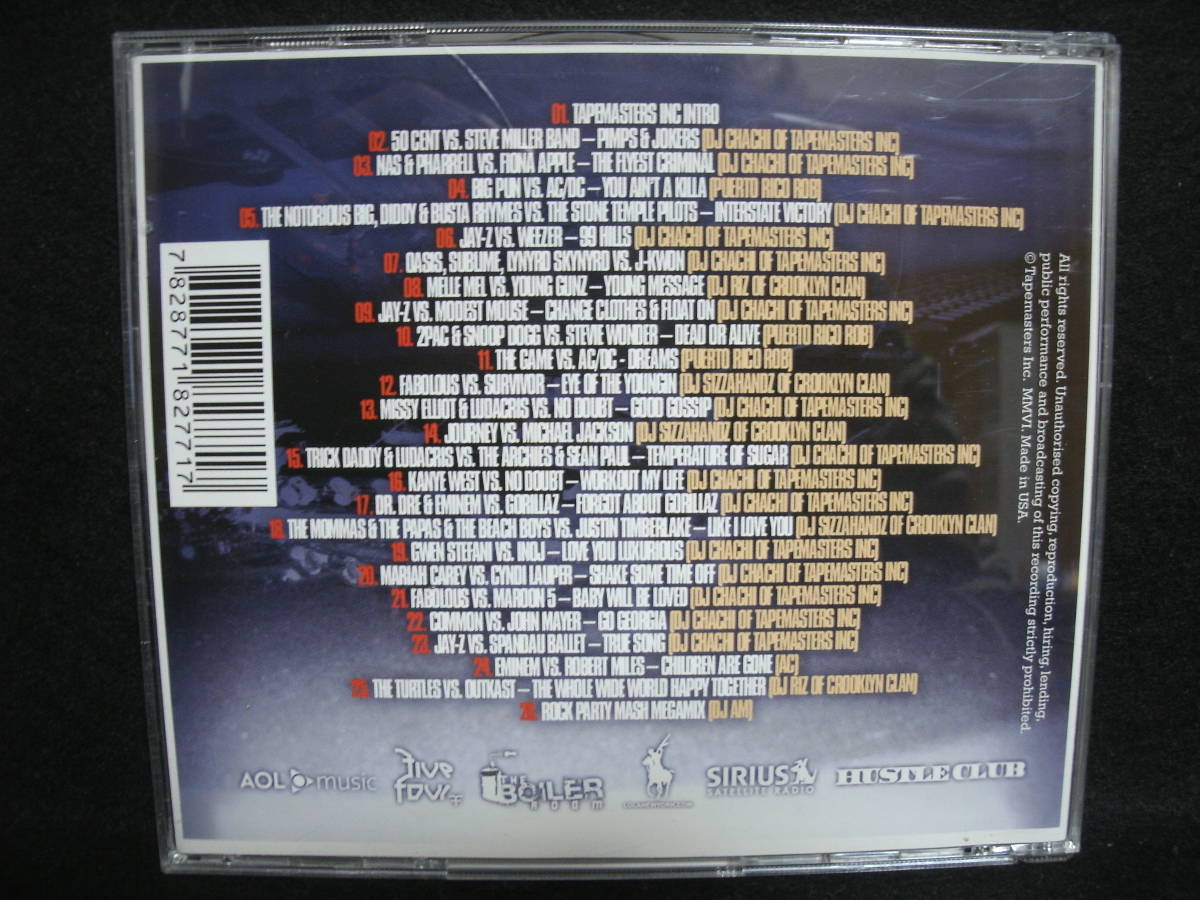 01. TAPEMASTERS INC INTRO
02. 50 CENT VS. STEVE MILLER BAND – PIMPS & JOKERS (DJ CHACHI OF TAPEMASTERS INC)
03. NAS & PHARRELL VS. FIONA APPLE – THE FLYEST CRIMINAL (DJ CHACHI OF TAPEMASTERS INC)
04. BIG PUN VS. AC/DC – YOU AIN'T A KILLA (PUERTO RICO ROB)
05. THE NOTORIOUS BIG, DIDDY & BUSTA RHYMES VS. THE STONE TEMPLE PILOTS – INTERSTATE VICTORY (DJ CHACHI OF TAPEMASTERS INC)
06. JAY-Z VS. WEEZER – 99 HILLS (DJ CHACHI OF TAPEMASTERS INC)
07. OASIS, SUBLIME, LYNYRD SKYNYRD VS. J-KWON (DJ CHACHI OF TAPEMASTERS INC)
08. MELLE MEL VS. YOUNG GUNZ – YOUNG MESSAGE (DJ RIZ OF CROOKLYN CLAN)
09. JAY-Z VS. MODEST MOUSE – CHANGE CLOTHES & FLOAT ON (DJ CHACHI OF TAPEMASTERS INC)
10. 2PAC & SNOOP DOGG VS. STEVIE WONDER – DEAD OR ALIVE (PUERTO RICO ROB)
11. THE GAME VS. AC/DC - DREAMS (PUERTO RICO ROB)
12. FABOLOUS VS. SURVIVOR – EYE OF THE YOUNGIN (DJ SIZZAHANDZ OF CROOKLYN CLAN)
13. MISSY ELLIOT & LUDACRIS VS. NO DOUBT – GOOD GOSSIP (DJ CHACHI OF TAPEMASTERS INC)
14. JOURNEY VS. MICHAEL JACKSON (DJ SIZZAHANDZ OF CROOKLYN CLAN)
15. TRICK DADDY & LUDACRIS VS. THE ARCHIES & SEAN PAUL – TEMPERATURE OF SUGAR (DJ CHACHI OF TAPEMASTERS INC)
16. KANYE WEST VS. NO DOUBT – WORKOUT MY LIFE (DJ CHACHI OF TAPEMASTERS INC)
17. DR. DRE & EMINEM VS. GORILLAZ – FORGOT ABOUT GORILLAZ (DJ CHACHI OF TAPEMASTERS INC)
18. THE MAMAS & THE PAPAS & THE BEACH BOYS VS. JUSTIN TIMBERLAKE – LIKE I LOVE YOU (DJ SIZZAHANDZ OF CROOKLYN CLAN)
19. GWEN STEFANI VS. INOJ – LOVE YOU LUXURIOUS (DJ CHACHI OF TAPEMASTERS INC)
20. MARIAH CAREY VS. CYNDI LAUPER – SHAKE SOME TIME OFF (DJ CHACHI OF TAPEMASTERS INC)
21. FABOLOUS VS. MAROON 5 – BABY WILL BE LOVED (DJ CHACHI OF TAPEMASTERS INC)
22. COMMON VS. JOHN MAYER – GO GEORGIA (DJ CHACHI OF TAPEMASTERS INC)
23. JAY-Z VS. SPANDAU BALLET – TRUE SONG (DJ CHACHI OF TAPEMASTERS INC)
24. EMINEM VS. ROBERT MILES – CHILDREN ARE GONE (AC)
25. THE TURTLES VS. OUTKAST – THE WHOLE WIDE WORLD HAPPY TOGETHER (DJ RIZ OF CROOKLYN CLAN)
26. ROCK PARTY MASH MEGAMIX (DJ AM)
7 82877 18277 17
All rights reserved. Unauthorised copying, reproduction, hiring, lending,
public performance and broadcasting of this recording strictly prohibited.
© Tapemasters Inc. MMVI. Made in USA.
AOL music
five four
THE BOILER ROOM
SIRIUS
SATELLITE RADIO
HUSTLE CLUB